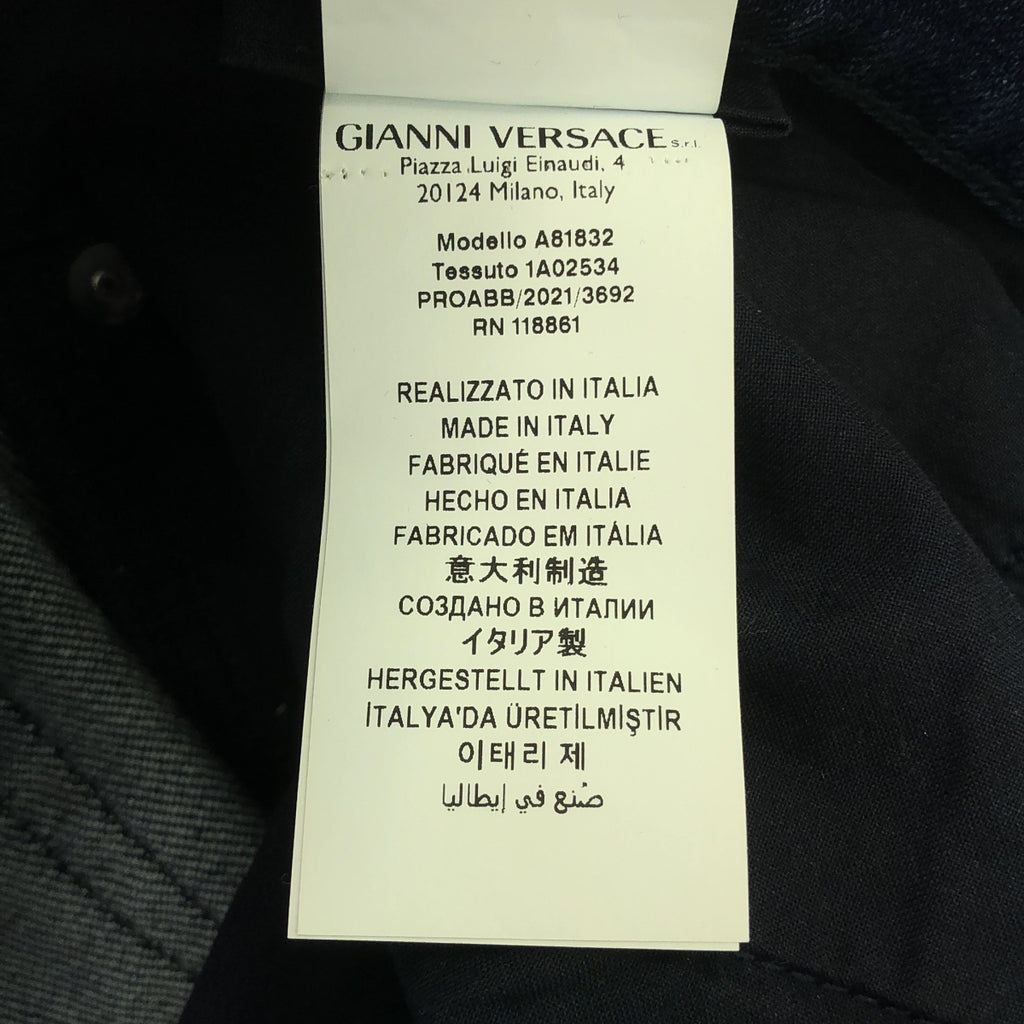 GIANNI VERSACE S.r.l.
Piazza Luigi Einaudi, 4
20124 Milano, Italy
Modello A81832
Tessuto 1A02534
PROABB/2021/3692
RN 118861
REALIZZATO IN ITALIA
MADE IN ITALY
FABRIQUÉ EN ITALIE
HECHO EN ITALIA
FABRICADO EM ITÁLIA
意大利制造
СОЗДАНО В ИТАЛИИ
イタリア製
HERGESTELLT IN ITALIEN
İTALYA'DA ÜRETİLMİŞTİR
이태리 제
صُنع في إيطاليا